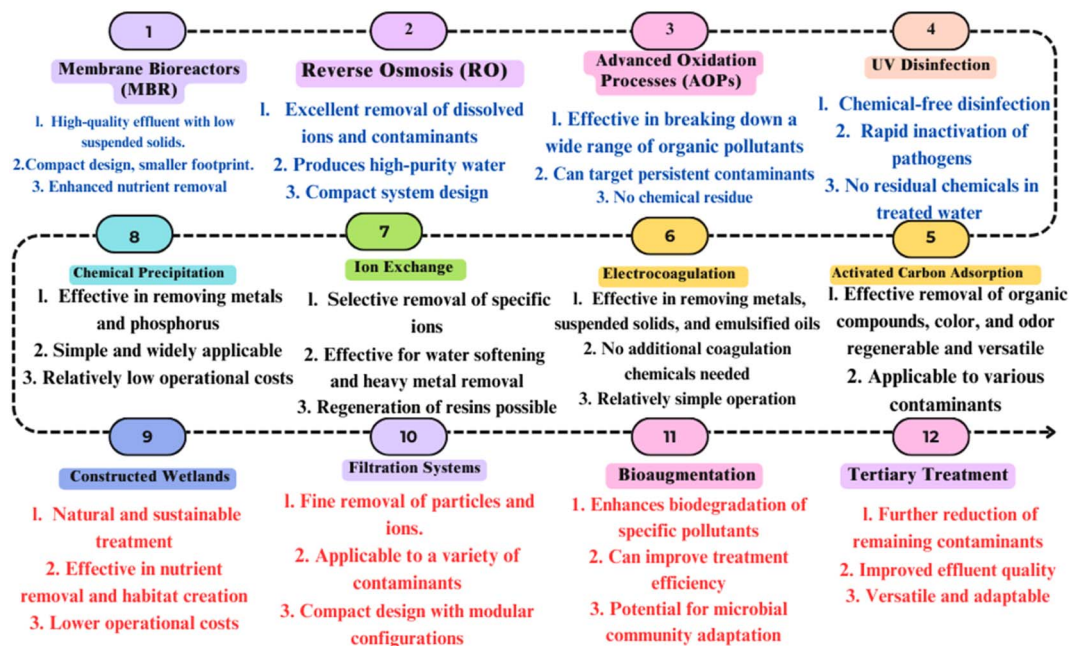 1
Membrane Bioreactors
(MBR)
1. High-quality effluent with low
suspended solids.
2.Compact design, smaller footprint.
3. Enhanced nutrient removal
2
Reverse Osmosis (RO)
1. Excellent removal of dissolved
ions and contaminants
2. Produces high-purity water
3. Compact system design
3
Advanced Oxidation
Processes (AOPs)
1. Effective in breaking down a
wide range of organic pollutants
2. Can target persistent contaminants
3. No chemical residue
4
UV Disinfection
1. Chemical-free disinfection
2. Rapid inactivation of
pathogens
3. No residual chemicals in
treated water
8
Chemical Precipitation
1. Effective in removing metals
and phosphorus
2. Simple and widely applicable
3. Relatively low operational costs
7
Ion Exchange
1. Selective removal of specific
ions
2. Effective for water softening
and heavy metal removal
3. Regeneration of resins possible
6
Electrocoagulation
1. Effective in removing metals,
suspended solids, and emulsified oils
2. No additional coagulation
chemicals needed
3. Relatively simple operation
5
Activated Carbon Adsorption
1. Effective removal of organic
compounds, color, and odor
regenerable and versatile
2. Applicable to various
contaminants
9
Constructed Wetlands
1. Natural and sustainable
treatment
2. Effective in nutrient
removal and habitat creation
3. Lower operational costs
10
Filtration Systems
1. Fine removal of particles and
ions.
2. Applicable to a variety of
contaminants
3. Compact design with modular
configurations
11
Bioaugmentation
1. Enhances biodegradation of
specific pollutants
2. Can improve treatment
efficiency
3. Potential for microbial
community adaptation
12
Tertiary Treatment
1. Further reduction of
remaining contaminants
2. Improved effluent quality
3. Versatile and adaptable